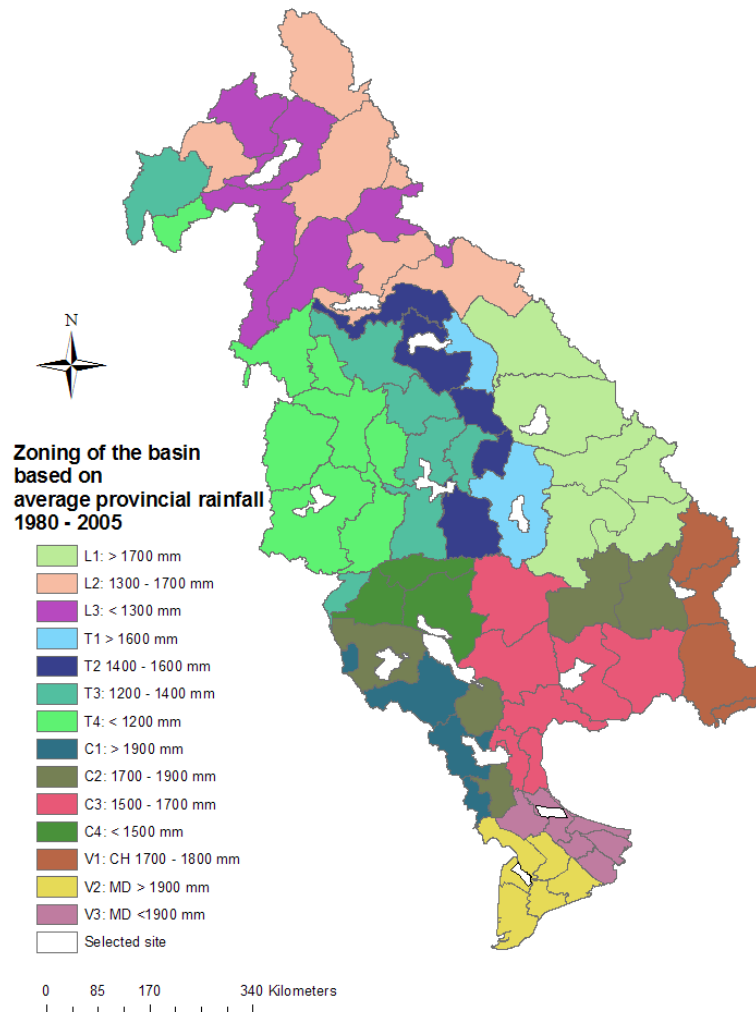 N
Zoning of the basin
based on
average provincial rainfall
1980 - 2005
L1: > 1700 mm
L2: 1300 - 1700 mm
L3: < 1300 mm
T1 > 1600 mm
T2 1400 - 1600 mm
T3: 1200 - 1400 mm
T4: < 1200 mm
C1: > 1900 mm
C2: 1700 - 1900 mm
C3: 1500 - 1700 mm
C4: < 1500 mm
V1: CH 1700 - 1800 mm
V2: MD > 1900 mm
V3: MD <1900 mm
Selected site
0 85 170 340 Kilometers